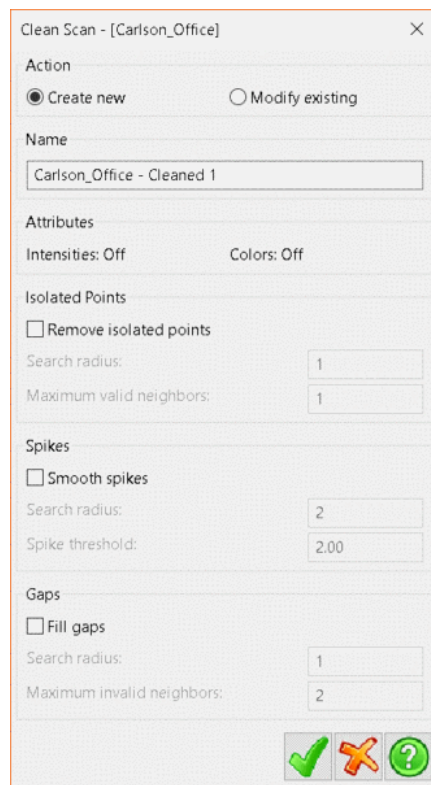 Clean Scan - [Carlson_Office]
Action
Create new Modify existing
Name
Carlson_Office - Cleaned 1
Attributes
Intensities: Off Colors: Off
Isolated Points
Remove isolated points
Search radius: 1
Maximum valid neighbors: 1
Spikes
Smooth spikes
Search radius: 2
Spike threshold: 2.00
Gaps
Fill gaps
Search radius: 1
Maximum invalid neighbors: 2